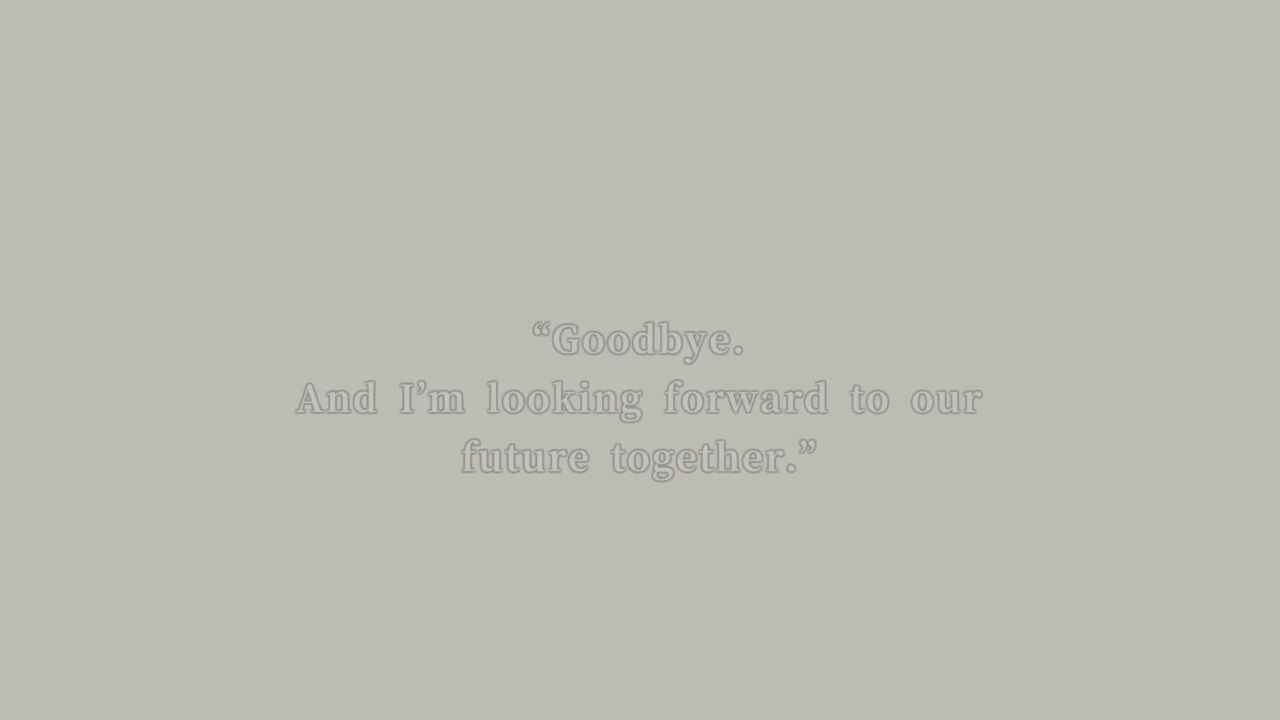 “Goodbye.
And I’m looking forward to our
future together.”